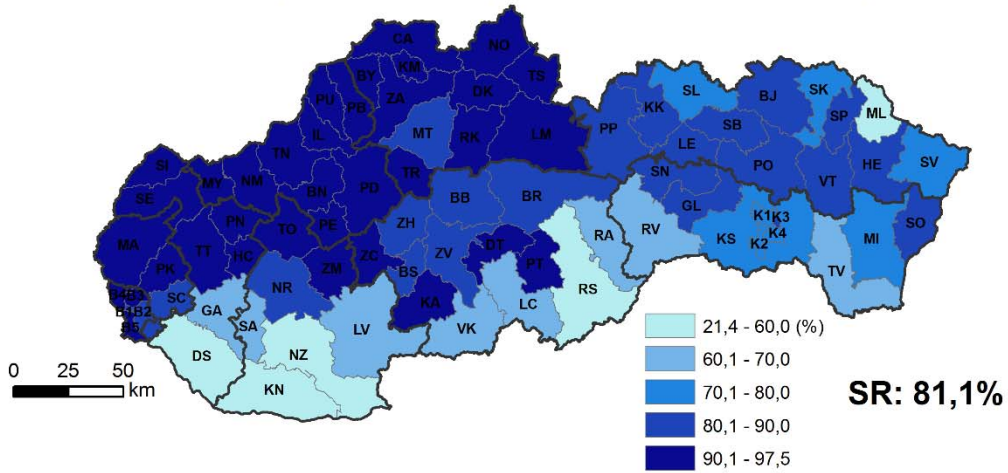 CA
NO
BY
KM
TS
PU
PB
ZA
DK
SL
BJ
SK
KK
PP
SP
ML
IL
MT
RK
LM
SB
LE
PO
VT
HE
SV
TN
SI
MY
NM
BN
PD
TR
SE
SN
BB
BR
GL
K1
K3
K4
K2
SO
PN
TO
PE
ZH
ZV
DT
RA
RV
KS
MI
MA
TT
HC
ZC
ZM
BS
PT
TV
PK
NR
KA
LC
RS
B4
B3
SC
GA
SA
LV
VK
B1
B2
B5
DS
NZ
KN
0 25 50
km
21,4 - 60,0 (%)
60,1 - 70,0
70,1 - 80,0
80,1 - 90,0
90,1 - 97,5
SR: 81,1%